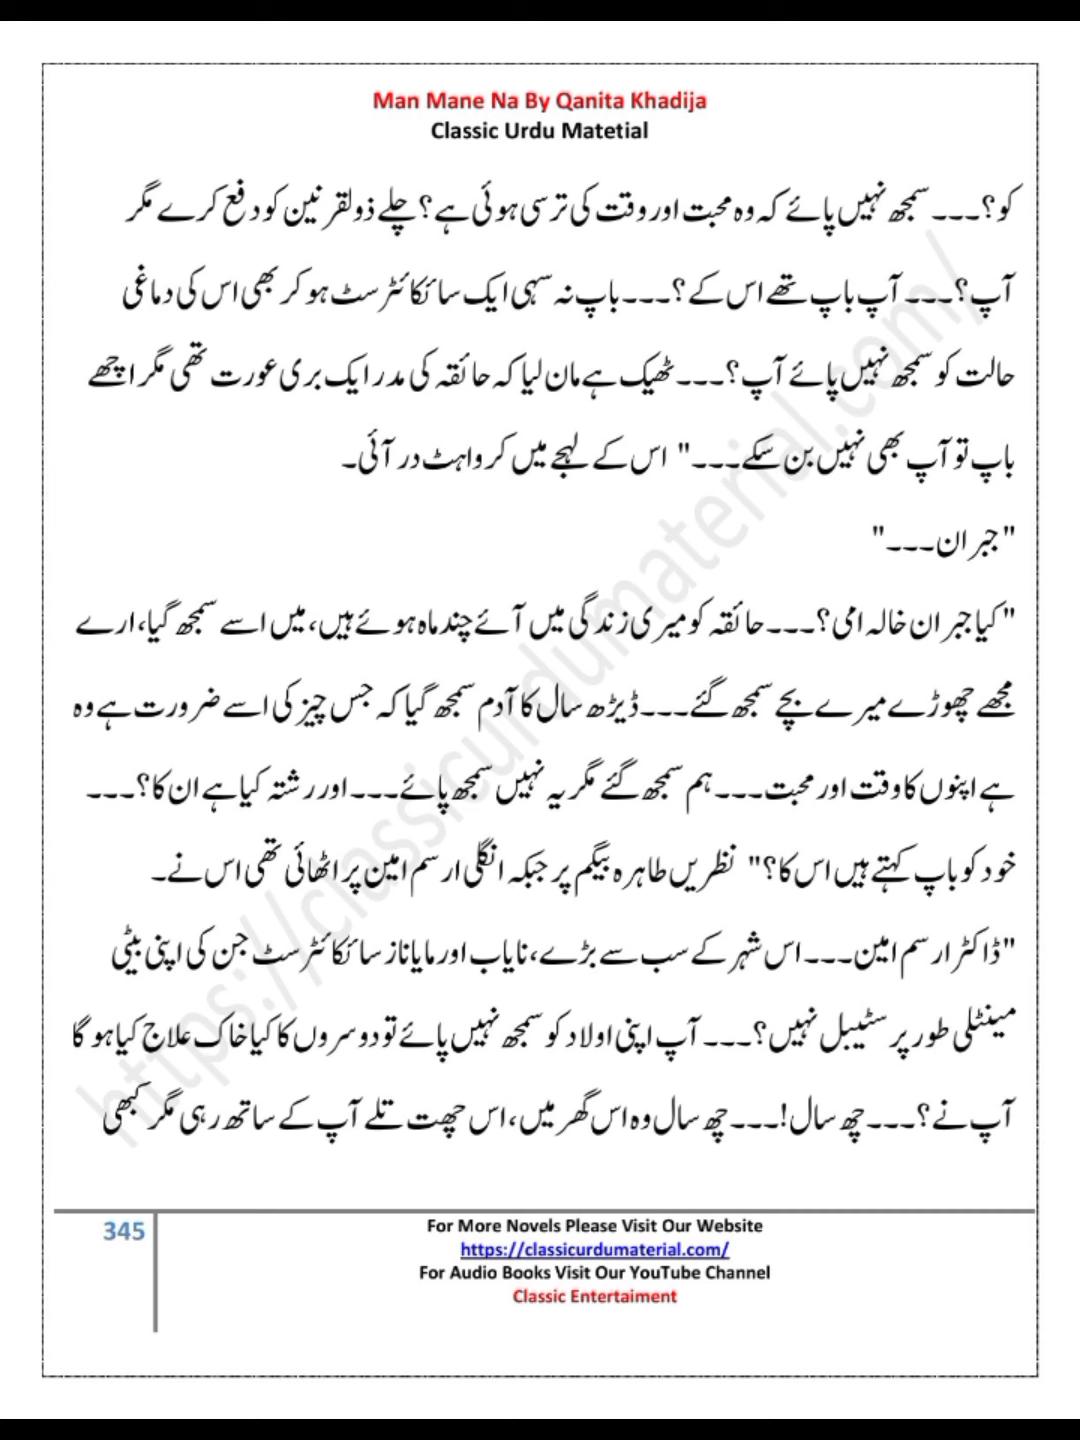 Man Mane Na By Qanita Khadija
Classic Urdu Matetial
کو؟۔۔۔ سمجھ نہیں پائے کہ وہ محبت اور وقت کی ترسی ہوئی ہے؟ چلے ذولقرنین کو دفع کرے مگر
آپ؟۔۔۔ آپ باپ تھے اس کے؟۔۔۔ باپ نہ سہی ایک سائکائٹرسٹ ہو کر بھی اس کی دماغی
حالت کو سمجھ نہیں پائے آپ؟۔۔۔ ٹھیک ہے مان لیا کہ حائقہ کی مدر ایک بری عورت تھی مگر اچھے
باپ تو آپ بھی نہیں بن سکے۔۔۔" اس کے لہجے میں کرواہٹ در آئی۔
"جبران۔۔۔"
"کیا جبران خالہ امی؟۔۔۔ حائقہ کو میری زندگی میں آئے چند ماہ ہوئے ہیں، میں اسے سمجھ گیا، ارے
مجھے چھوڑے میرے بچے سمجھ گئے۔۔۔ ڈیڑھ سال کا آدم سمجھ گیا کہ جس چیز کی اسے ضرورت ہے وہ
ہے اپنوں کا وقت اور محبت۔۔۔ ہم سمجھ گئے مگر یہ نہیں سمجھ پائے۔۔۔ اور رشتہ کیا ہے ان کا؟۔۔۔
خود کو باپ کہتے ہیں اس کا؟" نظریں طاہرہ بیگم پر جبکہ انگلی ارسم امین پر اٹھائی تھی اس نے۔
"ڈاکٹر ارسم امین۔۔۔ اس شہر کے سب سے بڑے، نایاب اور مایاناز سائکائٹرسٹ جن کی اپنی بیٹی
مینٹلی طور پر سٹیبل نہیں؟۔۔۔ آپ اپنی اولاد کو سمجھ نہیں پائے تو دوسروں کا کیا خاک علاج کیا ہو گا
آپ نے؟۔۔۔ چھ سال!۔۔۔ چھ سال وہ اس گھر میں، اس چھت تلے آپ کے ساتھ رہی مگر کبھی
https://classicurdumaterial.com/
345
For More Novels Please Visit Our Website
https://classicurdumaterial.com/
For Audio Books Visit Our YouTube Channel
Classic Entertaiment